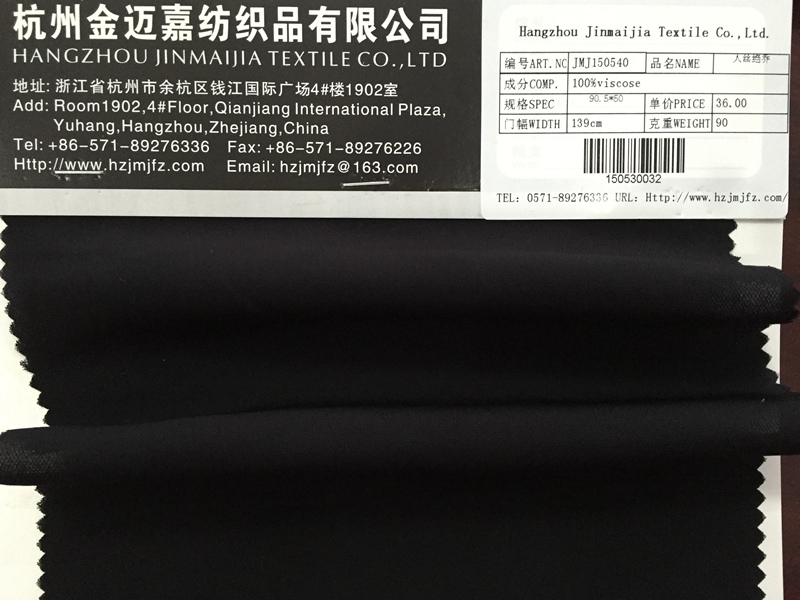 杭州金迈嘉纺织品有限公司
HANGZHOU JINMAIJIA TEXTILE CO.,LTD
地址: 浙江省杭州市余杭区钱江国际广场4#楼1902室
Add: Room1902,4#Floor,Qianjiang International Plaza,
Yuhang,Hangzhou,Zhejiang,China
Tel: +86-571-89276336 Fax: +86-571-89276226
Http://www.hzjmjfz.com Email: hzjmjfz@163.com
Hangzhou Jinmaijia Textile Co.,Ltd.
编号ART.NO JMJ150540 品名NAME 人丝绝乔
成分COMP. 100%viscose
规格SPEC 90.5*60 单价PRICE 36.00
门幅WIDTH 139cm 克重WEIGHT 90
150530032
TEL: 0571-89276336 URL: Http://www.hzjmjfz.com/